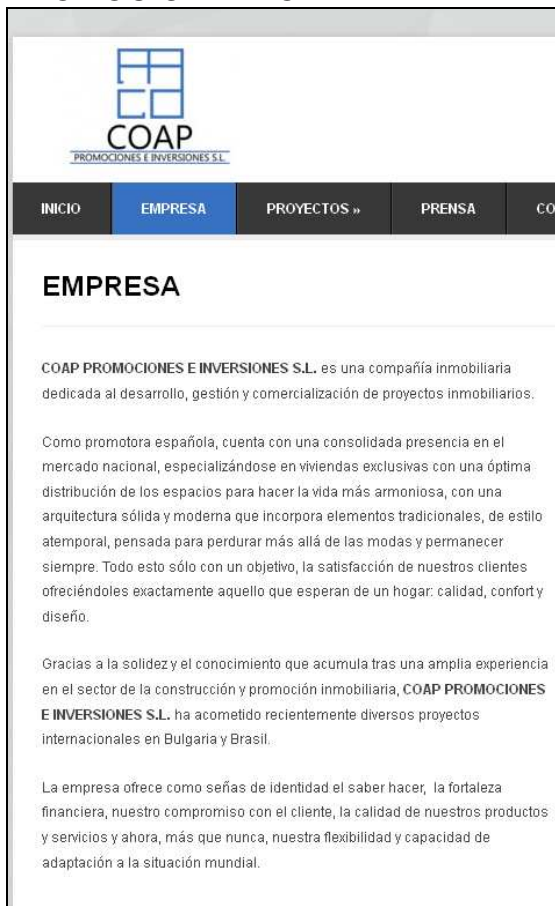 COAP
PROMOCIONES E INVERSIONES S.L.
INICIO EMPRESA PROYECTOS » PRENSA CO
EMPRESA
COAP PROMOCIONES E INVERSIONES S.L. es una compañía inmobiliaria
dedicada al desarrollo, gestión y comercialización de proyectos inmobiliarios.
Como promotora española, cuenta con una consolidada presencia en el
mercado nacional, especializándose en viviendas exclusivas con una óptima
distribución de los espacios para hacer la vida más armoniosa, con una
arquitectura sólida y moderna que incorpora elementos tradicionales, de estilo
atemporal, pensada para perdurar más allá de las modas y permanecer
siempre. Todo esto sólo con un objetivo, la satisfacción de nuestros clientes
ofreciéndoles exactamente aquello que esperan de un hogar: calidad, confort y
diseño.
Gracias a la solidez y el conocimiento que acumula tras una amplia experiencia
en el sector de la construcción y promoción inmobiliaria, COAP PROMOCIONES
E INVERSIONES S.L. ha acometido recientemente diversos proyectos
internacionales en Bulgaria y Brasil.
La empresa ofrece como señas de identidad el saber hacer, la fortaleza
financiera, nuestro compromiso con el cliente, la calidad de nuestros productos
y servicios y ahora, más que nunca, nuestra flexibilidad y capacidad de
adaptación a la situación mundial.